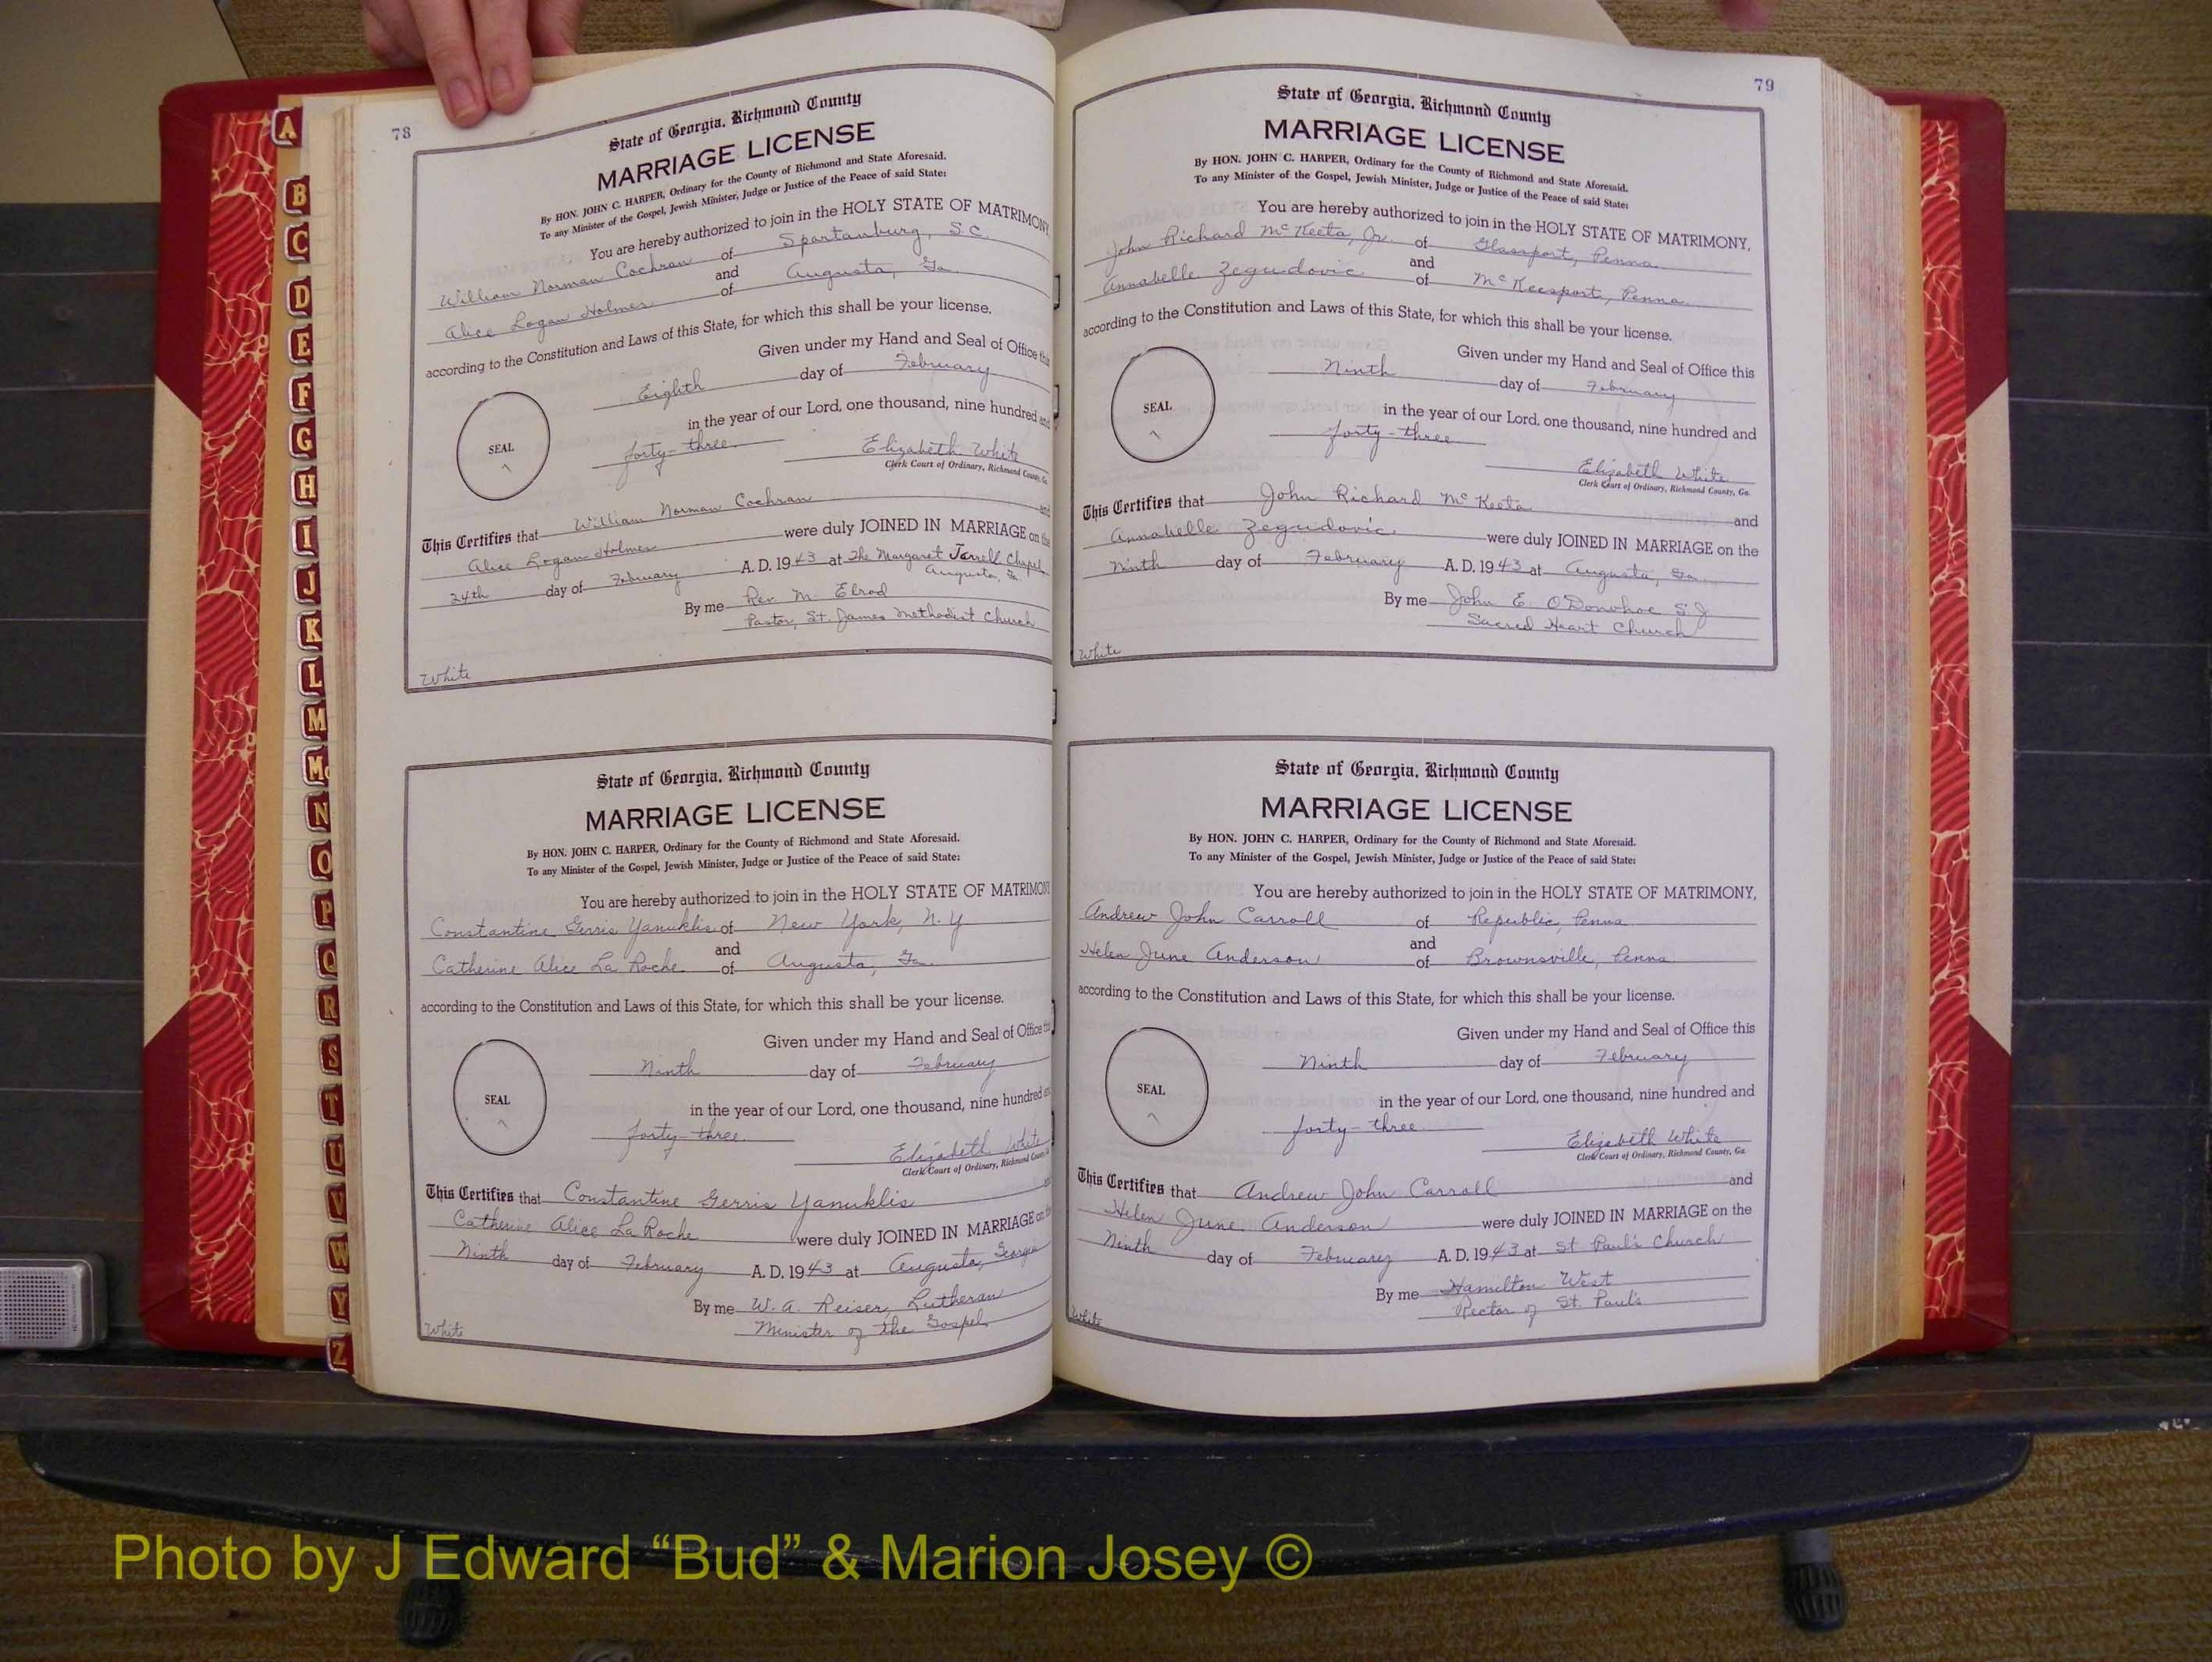 78
State of Georgia, Richmond County
MARRIAGE LICENSE
By HON. JOHN C. HARPER, Ordinary for the County of Richmond and State Aforesaid.
To any Minister of the Gospel, Jewish Minister, Judge or Justice of the Peace of said State:
You are hereby authorized to join in the HOLY STATE OF MATRIMONY,
William Norman Cochran of Spartanburg, S.C.
and
Alice Logan Holmes of Augusta, Ga
according to the Constitution and Laws of this State, for which this shall be your license.
Given under my Hand and Seal of Office this
Eighth day of February
in the year of our Lord, one thousand, nine hundred and
SEAL
forty-three Elizabeth White
Clerk Court of Ordinary, Richmond County, Ga.
This Certifies that William Norman Cochran and
Alice Logan Holmes were duly JOINED IN MARRIAGE on the
24th day of February A. D. 1943 at The Margaret Jarrell Chapel
Augusta, Ga.
By me Rev. M. Elrod
Pastor, St. James Methodist Church
White
State of Georgia, Richmond County
MARRIAGE LICENSE
By HON. JOHN C. HARPER, Ordinary for the County of Richmond and State Aforesaid.
To any Minister of the Gospel, Jewish Minister, Judge or Justice of the Peace of said State:
You are hereby authorized to join in the HOLY STATE OF MATRIMONY
Constantine Gerris Yanuklis of New York, N. Y
and
Catherine Alice La Roche of Augusta, Ga.
according to the Constitution and Laws of this State, for which this shall be your license.
Given under my Hand and Seal of Office this
Ninth day of February
in the year of our Lord, one thousand, nine hundred and
SEAL
forty-three. Elizabeth White
Clerk Court of Ordinary, Richmond County
This Certifies that Constantine Gerris Yanuklis
Catherine Alice La Roche were duly JOINED IN MARRIAGE on the
Ninth day of February A. D. 1943 at Augusta, Georgia
By me W. A. Reiser, Lutheran
Minister of the Gospel
White
79
State of Georgia, Richmond County
MARRIAGE LICENSE
By HON. JOHN C. HARPER, Ordinary for the County of Richmond and State Aforesaid.
To any Minister of the Gospel, Jewish Minister, Judge or Justice of the Peace of said State:
You are hereby authorized to join in the HOLY STATE OF MATRIMONY,
John Richard McKeeta, Jr. of Glassport, Penna
and
Annabelle Zegudovic of McKeesport, Penna.
according to the Constitution and Laws of this State, for which this shall be your license.
Given under my Hand and Seal of Office this
Ninth day of February
in the year of our Lord, one thousand, nine hundred and
SEAL
forty-three Elizabeth White
Clerk Court of Ordinary, Richmond County, Ga.
This Certifies that John Richard McKeeta and
Annabelle Zegudovic were duly JOINED IN MARRIAGE on the
Ninth day of February A. D. 1943 at Augusta, Ga
By me John E. O'Donohoe S.J
Sacred Heart Church
White
State of Georgia, Richmond County
MARRIAGE LICENSE
By HON. JOHN C. HARPER, Ordinary for the County of Richmond and State Aforesaid.
To any Minister of the Gospel, Jewish Minister, Judge or Justice of the Peace of said State:
You are hereby authorized to join in the HOLY STATE OF MATRIMONY,
Andrew John Carroll of Republic, Penna
and
Helen June Anderson of Brownsville, Penna.
according to the Constitution and Laws of this State, for which this shall be your license.
Given under my Hand and Seal of Office this
Ninth day of February
in the year of our Lord, one thousand, nine hundred and
SEAL
forty-three Elizabeth White
Clerk Court of Ordinary, Richmond County, Ga.
This Certifies that Andrew John Carroll and
Helen June Anderson were duly JOINED IN MARRIAGE on the
Ninth day of February A. D. 1943 at St Paul's Church
By me Hamilton West
Rector of St. Paul's
White
A
B
C
D
E
F
G
H
I
J
K
L
M
Mc
N
O
P
Q
R
S
T
U
V
W
Y
Z
Photo by J Edward “Bud” & Marion Josey ©